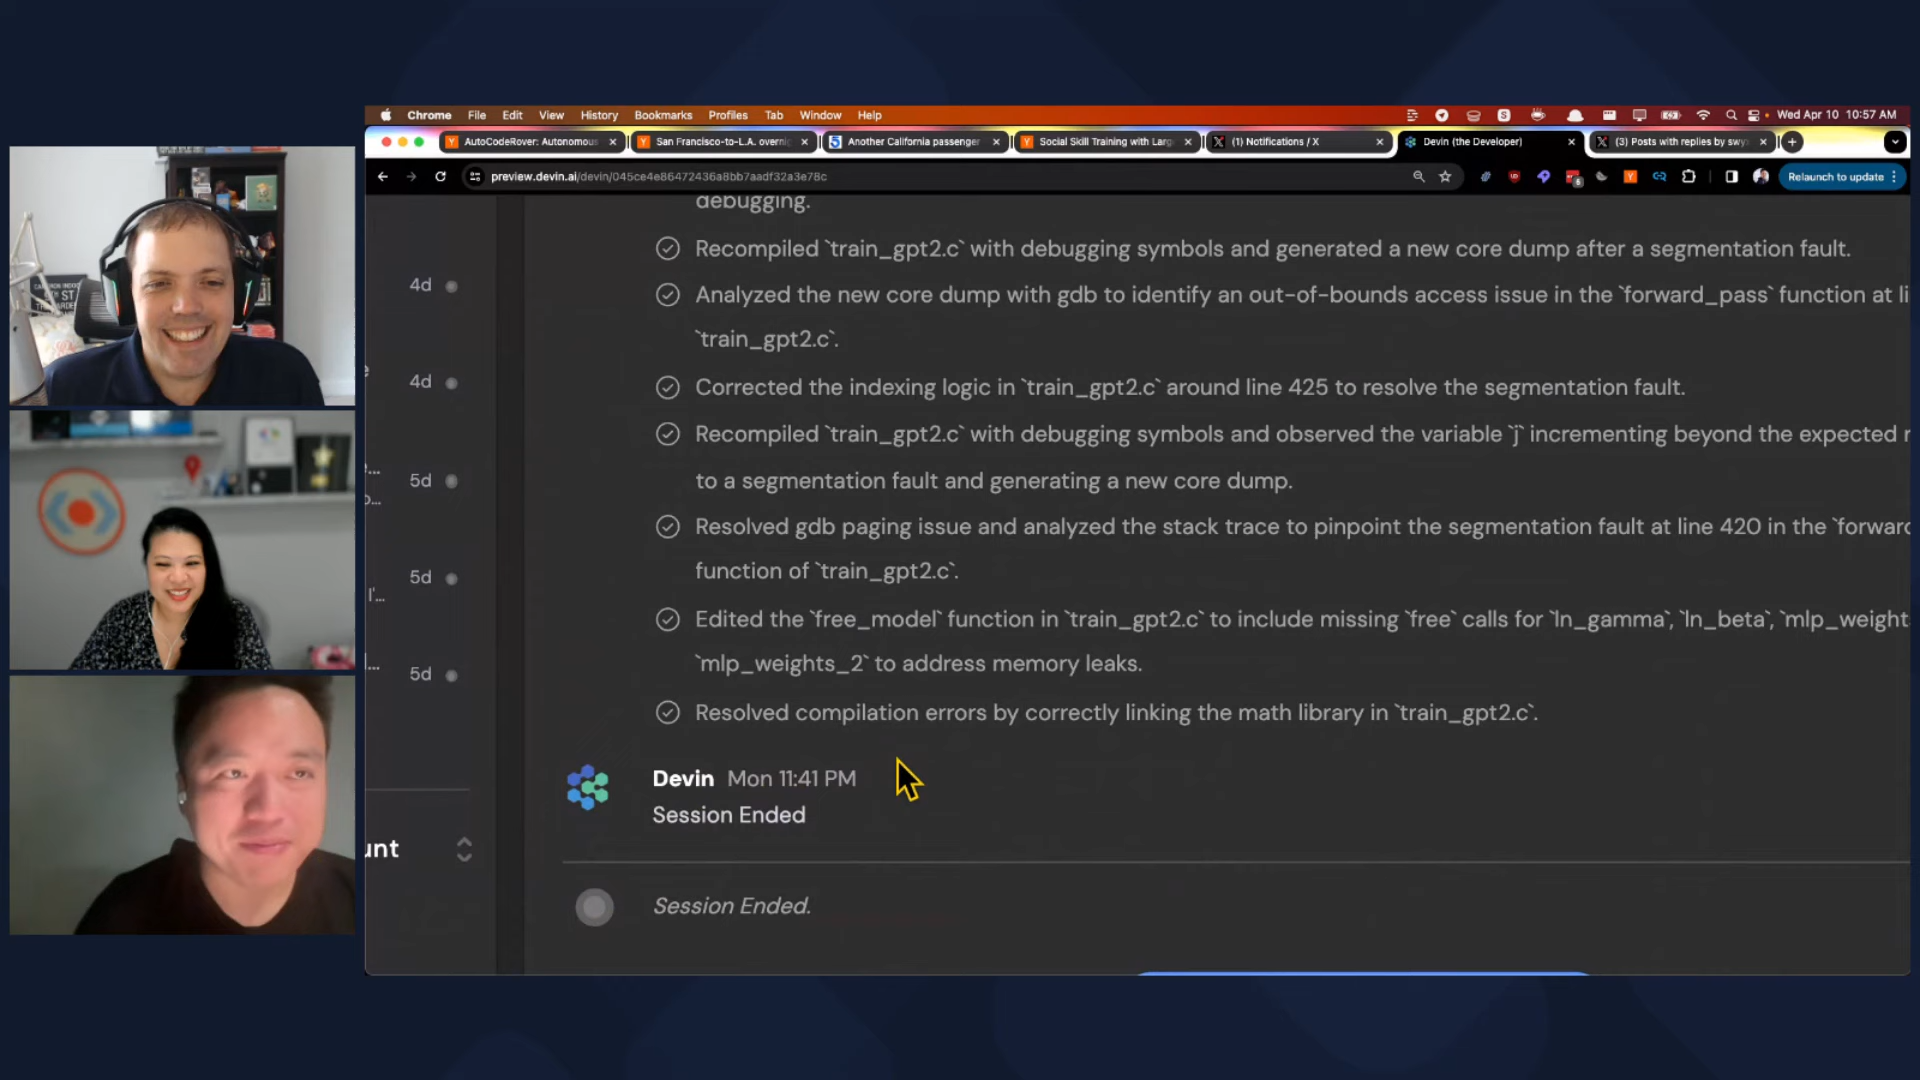 Chrome File Edit View History Bookmarks Profiles Tab Window Help Wed Apr 10 10:57 AM
AutoCodeRover: Autonomous San Francisco-to-L.A. overni Another California passenger Social Skill Training with Larg (1) Notifications / X Devin (the Developer) (3) Posts with replies by swy
preview.devin.ai/devin/045ce4e86472436a8bb7aadf32a3e78c Relaunch to update
debugging.
Recompiled `train_gpt2.c` with debugging symbols and generated a new core dump after a segmentation fault.
4d
Analyzed the new core dump with gdb to identify an out-of-bounds access issue in the `forward_pass` function at li
`train_gpt2.c`.
4d
Corrected the indexing logic in `train_gpt2.c` around line 425 to resolve the segmentation fault.
Recompiled `train_gpt2.c` with debugging symbols and observed the variable `j` incrementing beyond the expected r
5d
to a segmentation fault and generating a new core dump.
Resolved gdb paging issue and analyzed the stack trace to pinpoint the segmentation fault at line 420 in the `forward
5d
function of `train_gpt2.c`.
I'...
Edited the `free_model` function in `train_gpt2.c` to include missing `free` calls for `ln_gamma`, `ln_beta`, `mlp_weight
5d
`mlp_weights_2` to address memory leaks.
Resolved compilation errors by correctly linking the math library in `train_gpt2.c`.
Devin Mon 11:41 PM
Session Ended
unt
Session Ended.